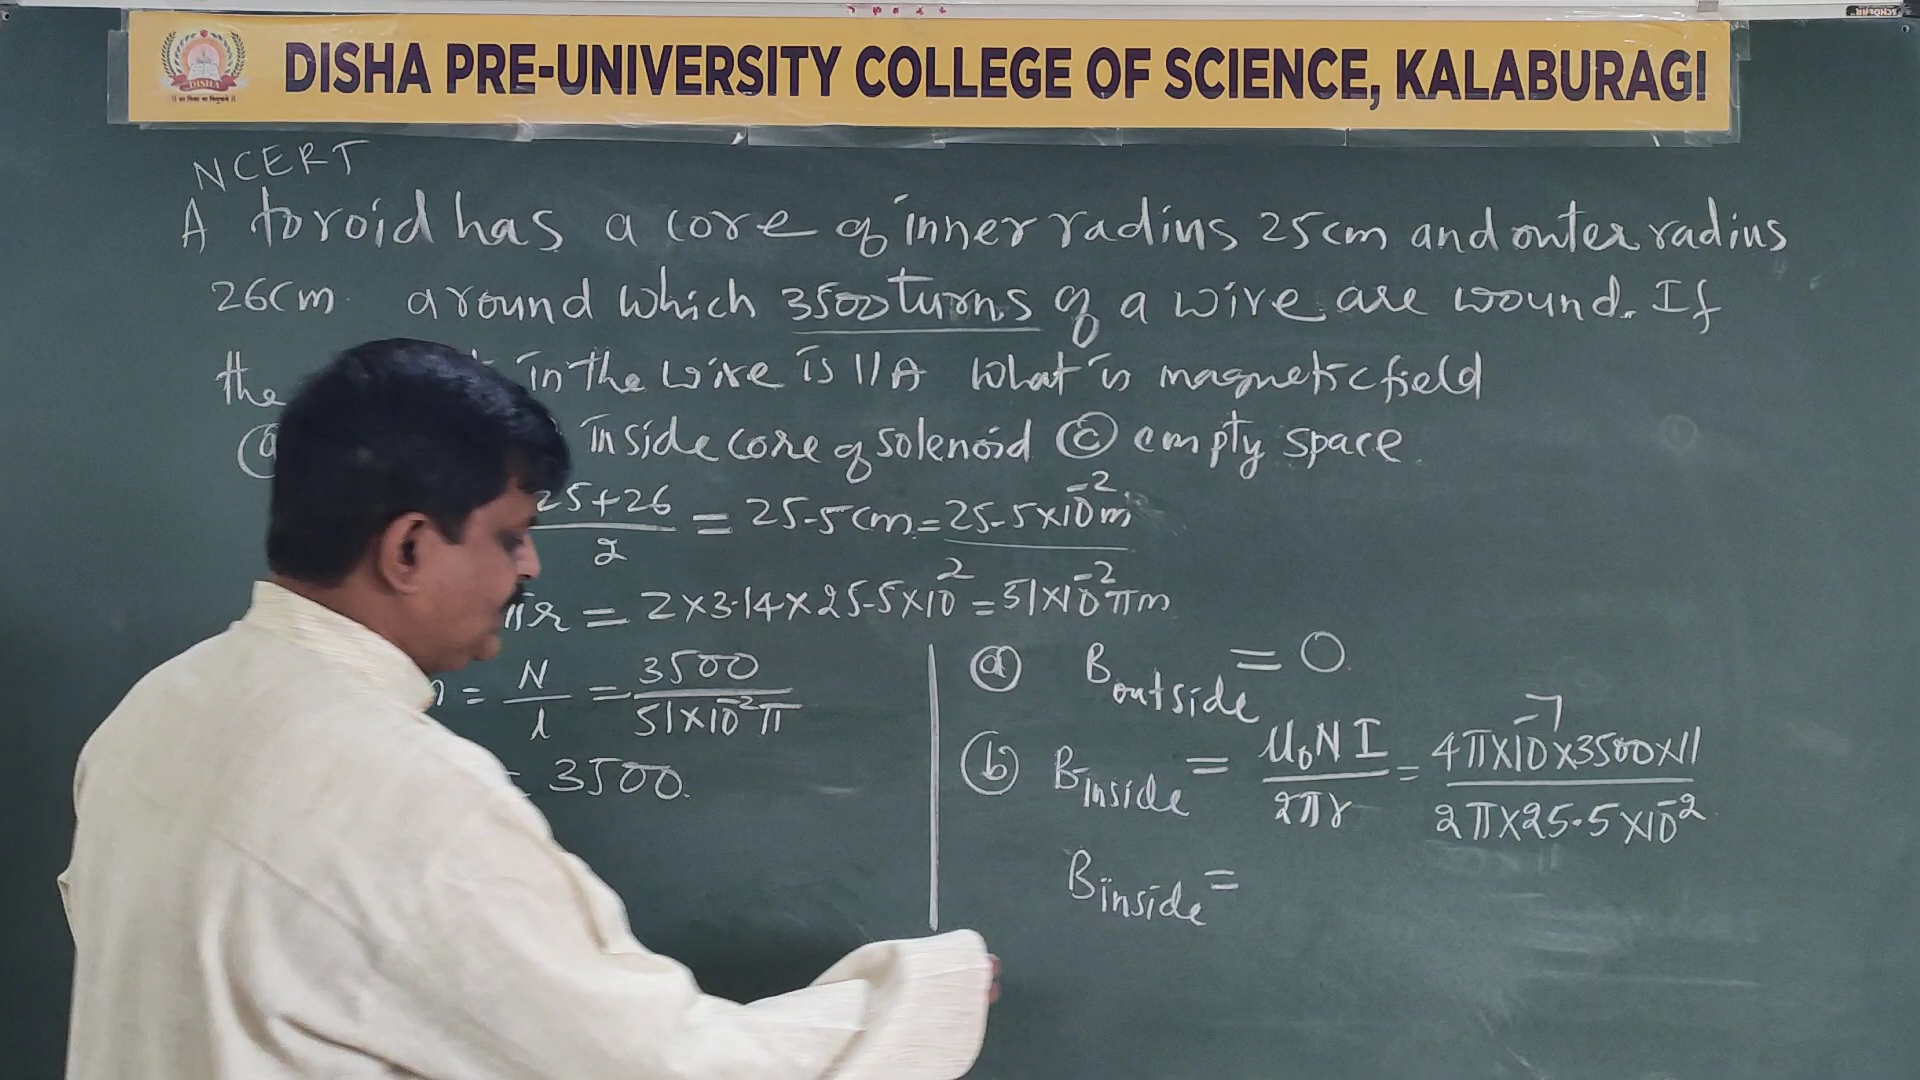 DISHA PRE-UNIVERSITY COLLEGE OF SCIENCE, KALABURAGI
DISHA
NCERT
A toroid has a core of inner radius 25cm and outer radius
26cm around which 3500 turns of a wire are wound. If
the in the wire is 11A What is magnetic field
(a inside core of solenoid (c) empty space
25+26/2 = 25.5cm = 25.5×10⁻²m
πr = 2×3.14×25.5×10² = 51×10⁻²πm
n = N/l = 3500/51×10⁻²π
= 3500.
(a) B outside = 0
(b) B inside = μ₀NI/2πr = 4π×10⁻⁷×3500×11/2π×25.5×10⁻²
B inside =